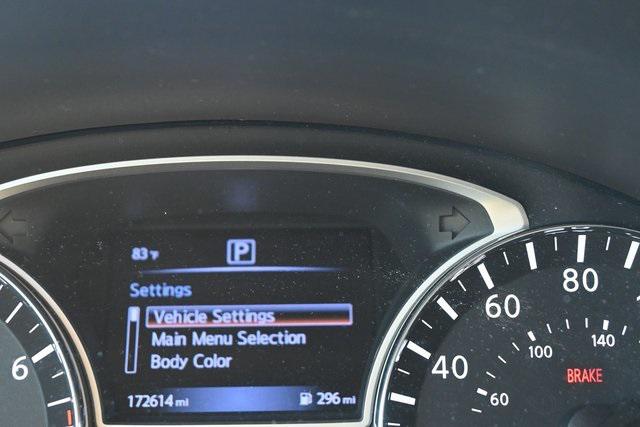 83°F P
Settings
Vehicle Settings
Main Menu Selection
Body Color
172614 mi 296 mi
6
40 60 80
60 100 140
BRAKE